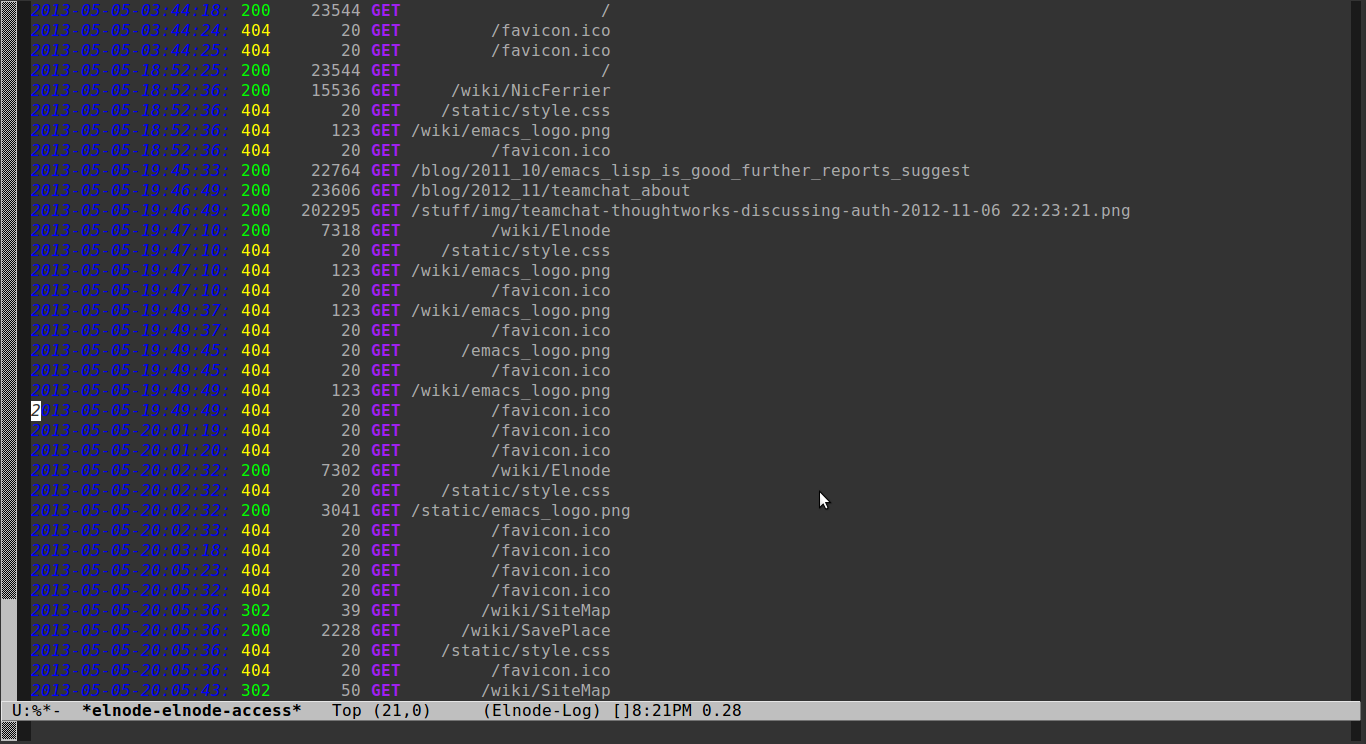 2013-05-05-03:44:18: 200 23544 GET /
2013-05-05-03:44:24: 404 20 GET /favicon.ico
2013-05-05-03:44:25: 404 20 GET /favicon.ico
2013-05-05-18:52:25: 200 23544 GET /
2013-05-05-18:52:36: 200 15536 GET /wiki/NicFerrier
2013-05-05-18:52:36: 404 20 GET /static/style.css
2013-05-05-18:52:36: 404 123 GET /wiki/emacs_logo.png
2013-05-05-18:52:36: 404 20 GET /favicon.ico
2013-05-05-19:45:33: 200 22764 GET /blog/2011_10/emacs_lisp_is_good_further_reports_suggest
2013-05-05-19:46:49: 200 23606 GET /blog/2012_11/teamchat_about
2013-05-05-19:46:49: 200 202295 GET /stuff/img/teamchat-thoughtworks-discussing-auth-2012-11-06 22:23:21.png
2013-05-05-19:47:10: 200 7318 GET /wiki/Elnode
2013-05-05-19:47:10: 404 20 GET /static/style.css
2013-05-05-19:47:10: 404 123 GET /wiki/emacs_logo.png
2013-05-05-19:47:10: 404 20 GET /favicon.ico
2013-05-05-19:49:37: 404 123 GET /wiki/emacs_logo.png
2013-05-05-19:49:37: 404 20 GET /favicon.ico
2013-05-05-19:49:45: 404 20 GET /emacs_logo.png
2013-05-05-19:49:45: 404 20 GET /favicon.ico
2013-05-05-19:49:49: 404 123 GET /wiki/emacs_logo.png
2013-05-05-19:49:49: 404 20 GET /favicon.ico
2013-05-05-20:01:19: 404 20 GET /favicon.ico
2013-05-05-20:01:20: 404 20 GET /favicon.ico
2013-05-05-20:02:32: 200 7302 GET /wiki/Elnode
2013-05-05-20:02:32: 404 20 GET /static/style.css
2013-05-05-20:02:32: 200 3041 GET /static/emacs_logo.png
2013-05-05-20:02:33: 404 20 GET /favicon.ico
2013-05-05-20:03:18: 404 20 GET /favicon.ico
2013-05-05-20:05:23: 404 20 GET /favicon.ico
2013-05-05-20:05:32: 404 20 GET /favicon.ico
2013-05-05-20:05:36: 302 39 GET /wiki/SiteMap
2013-05-05-20:05:36: 200 2228 GET /wiki/SavePlace
2013-05-05-20:05:36: 404 20 GET /static/style.css
2013-05-05-20:05:36: 404 20 GET /favicon.ico
2013-05-05-20:05:43: 302 50 GET /wiki/SiteMap
U:%*- *elnode-elnode-access* Top (21,0) (Elnode-Log) []8:21PM 0.28